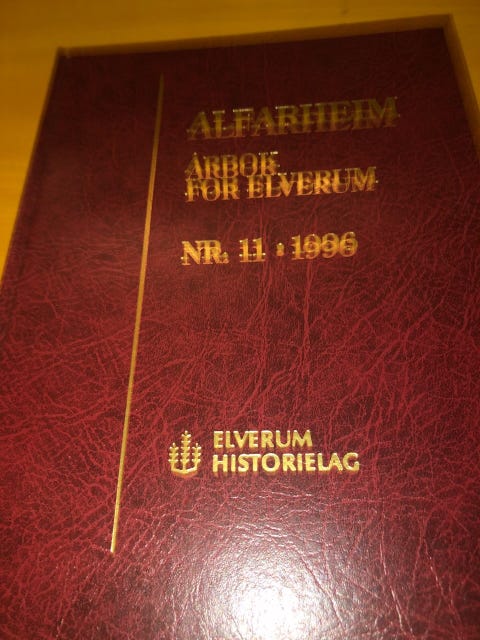 ALFARHEIM
ÅRBOK
FOR ELVERUM
NR. 11 : 1996
ELVERUM
HISTORIELAG